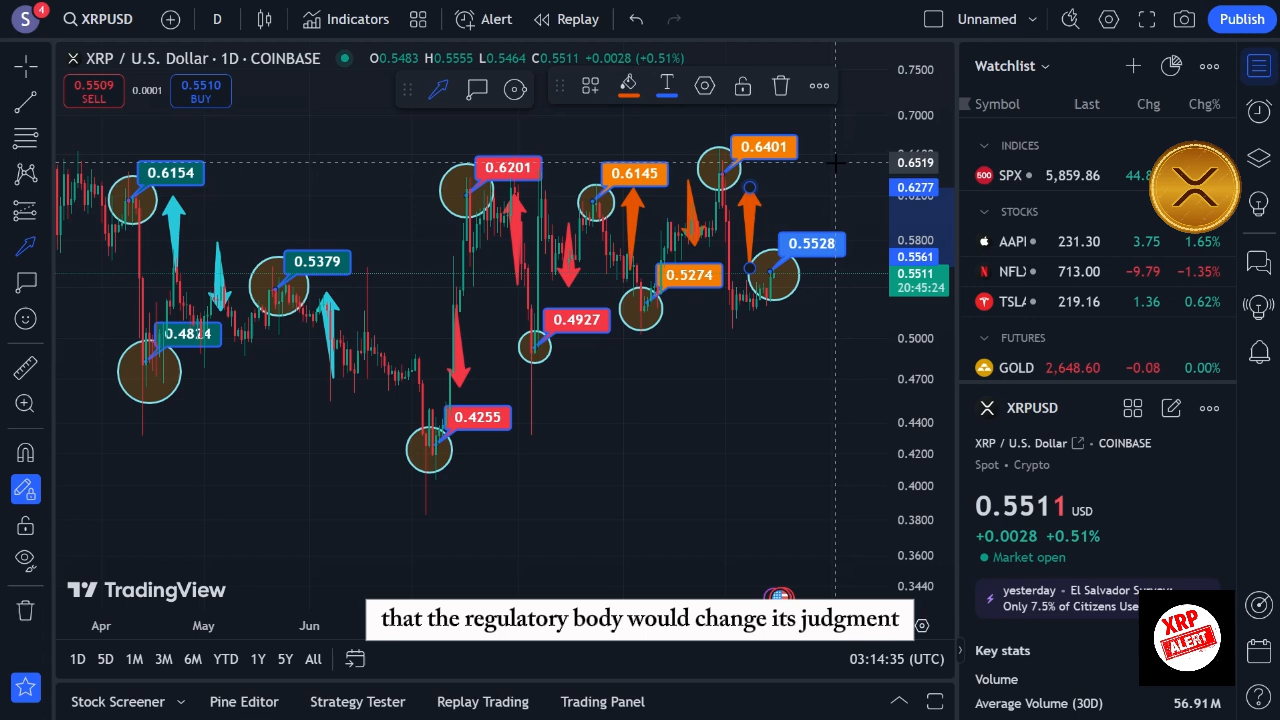 S 4 XRPUSD D Indicators Alert Replay Unnamed Publish
XRP / U.S. Dollar · 1D · COINBASE O0.5483 H0.5555 L0.5464 C0.5511 +0.0028 (+0.51%)
0.5509 SELL
0.0001
0.5510 BUY
T
0.6154
0.4824
0.5379
0.6201
0.4255
0.4927
0.6145
0.5274
0.6401
0.5528
0.7500
0.7000
0.6519
0.6277
0.5800
0.5561
0.5511
20:45:24
0.5000
0.4700
0.4400
0.4200
0.4000
0.3800
0.3600
0.3440
TradingView
that the regulatory body would change its judgment
Apr May Jun
1D 5D 1M 3M 6M YTD 1Y 5Y All 03:14:35 (UTC)
Stock Screener Pine Editor Strategy Tester Replay Trading Trading Panel
Watchlist
Symbol Last Chg Chg%
INDICES
500 SPX 5,859.86 44.8
STOCKS
AAPL 231.30 3.75 1.65%
NFLX 713.00 -9.79 -1.35%
TSLA 219.16 1.36 0.62%
FUTURES
GOLD 2,648.60 -0.08 0.00%
XRPUSD
XRP / U.S. Dollar · COINBASE
Spot · Crypto
0.5511 USD
+0.0028 +0.51%
Market open
yesterday · El Salvador Survey:
Only 7.5% of Citizens Use
XRP
ALERT
Key stats
Volume
Average Volume (30D) 56.91M